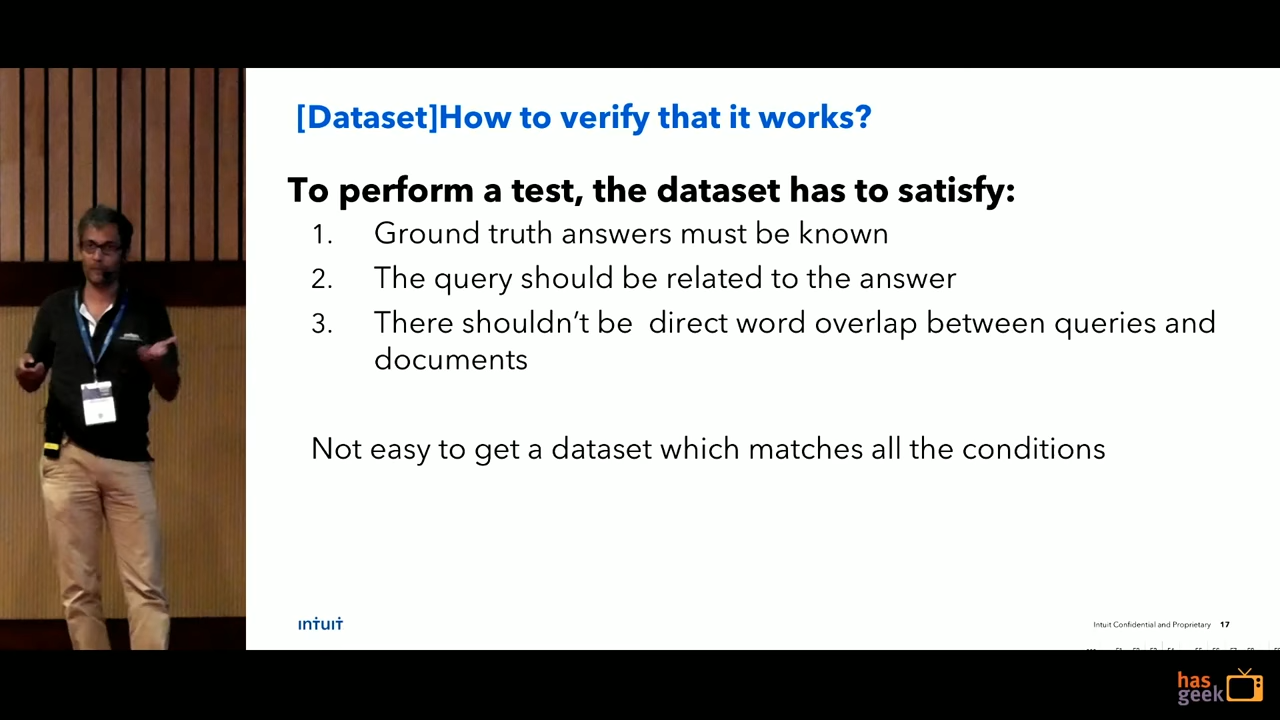 [Dataset]How to verify that it works?
To perform a test, the dataset has to satisfy:
1. Ground truth answers must be known
2. The query should be related to the answer
3. There shouldn't be  direct word overlap between queries and
documents
Not easy to get a dataset which matches all the conditions
ıntuıt
Intuit Confidential and Proprietary 17
has
geek